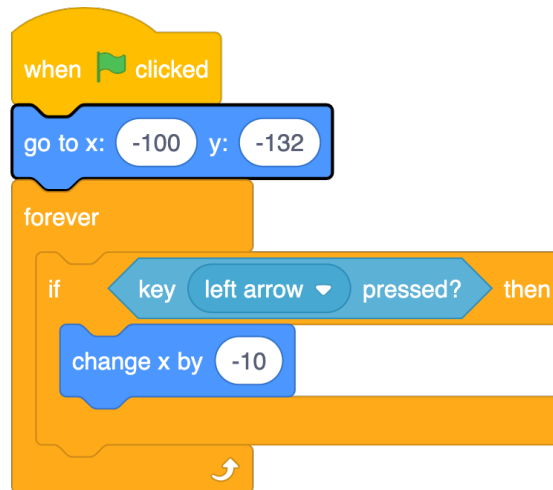 when clicked
go to x: -100 y: -132
forever
if key left arrow pressed? then
change x by -10